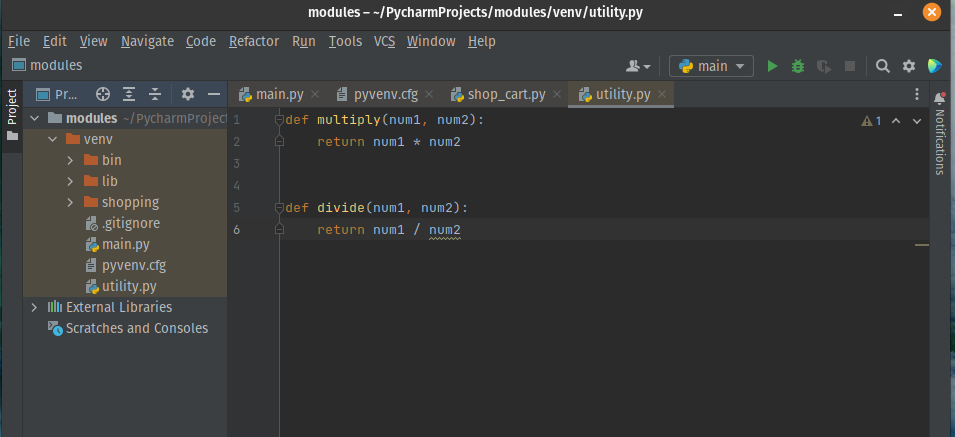 modules – ~/PycharmProjects/modules/venv/utility.py
File Edit View Navigate Code Refactor Run Tools VCS Window Help
modules
main
Project
Pr...
main.py
pyvenv.cfg
shop_cart.py
utility.py
modules ~/PycharmProject
venv
bin
lib
shopping
.gitignore
main.py
pyvenv.cfg
utility.py
External Libraries
Scratches and Consoles
1 def multiply(num1, num2):
2 return num1 * num2
3
4
5 def divide(num1, num2):
6 return num1 / num2
1
Notifications